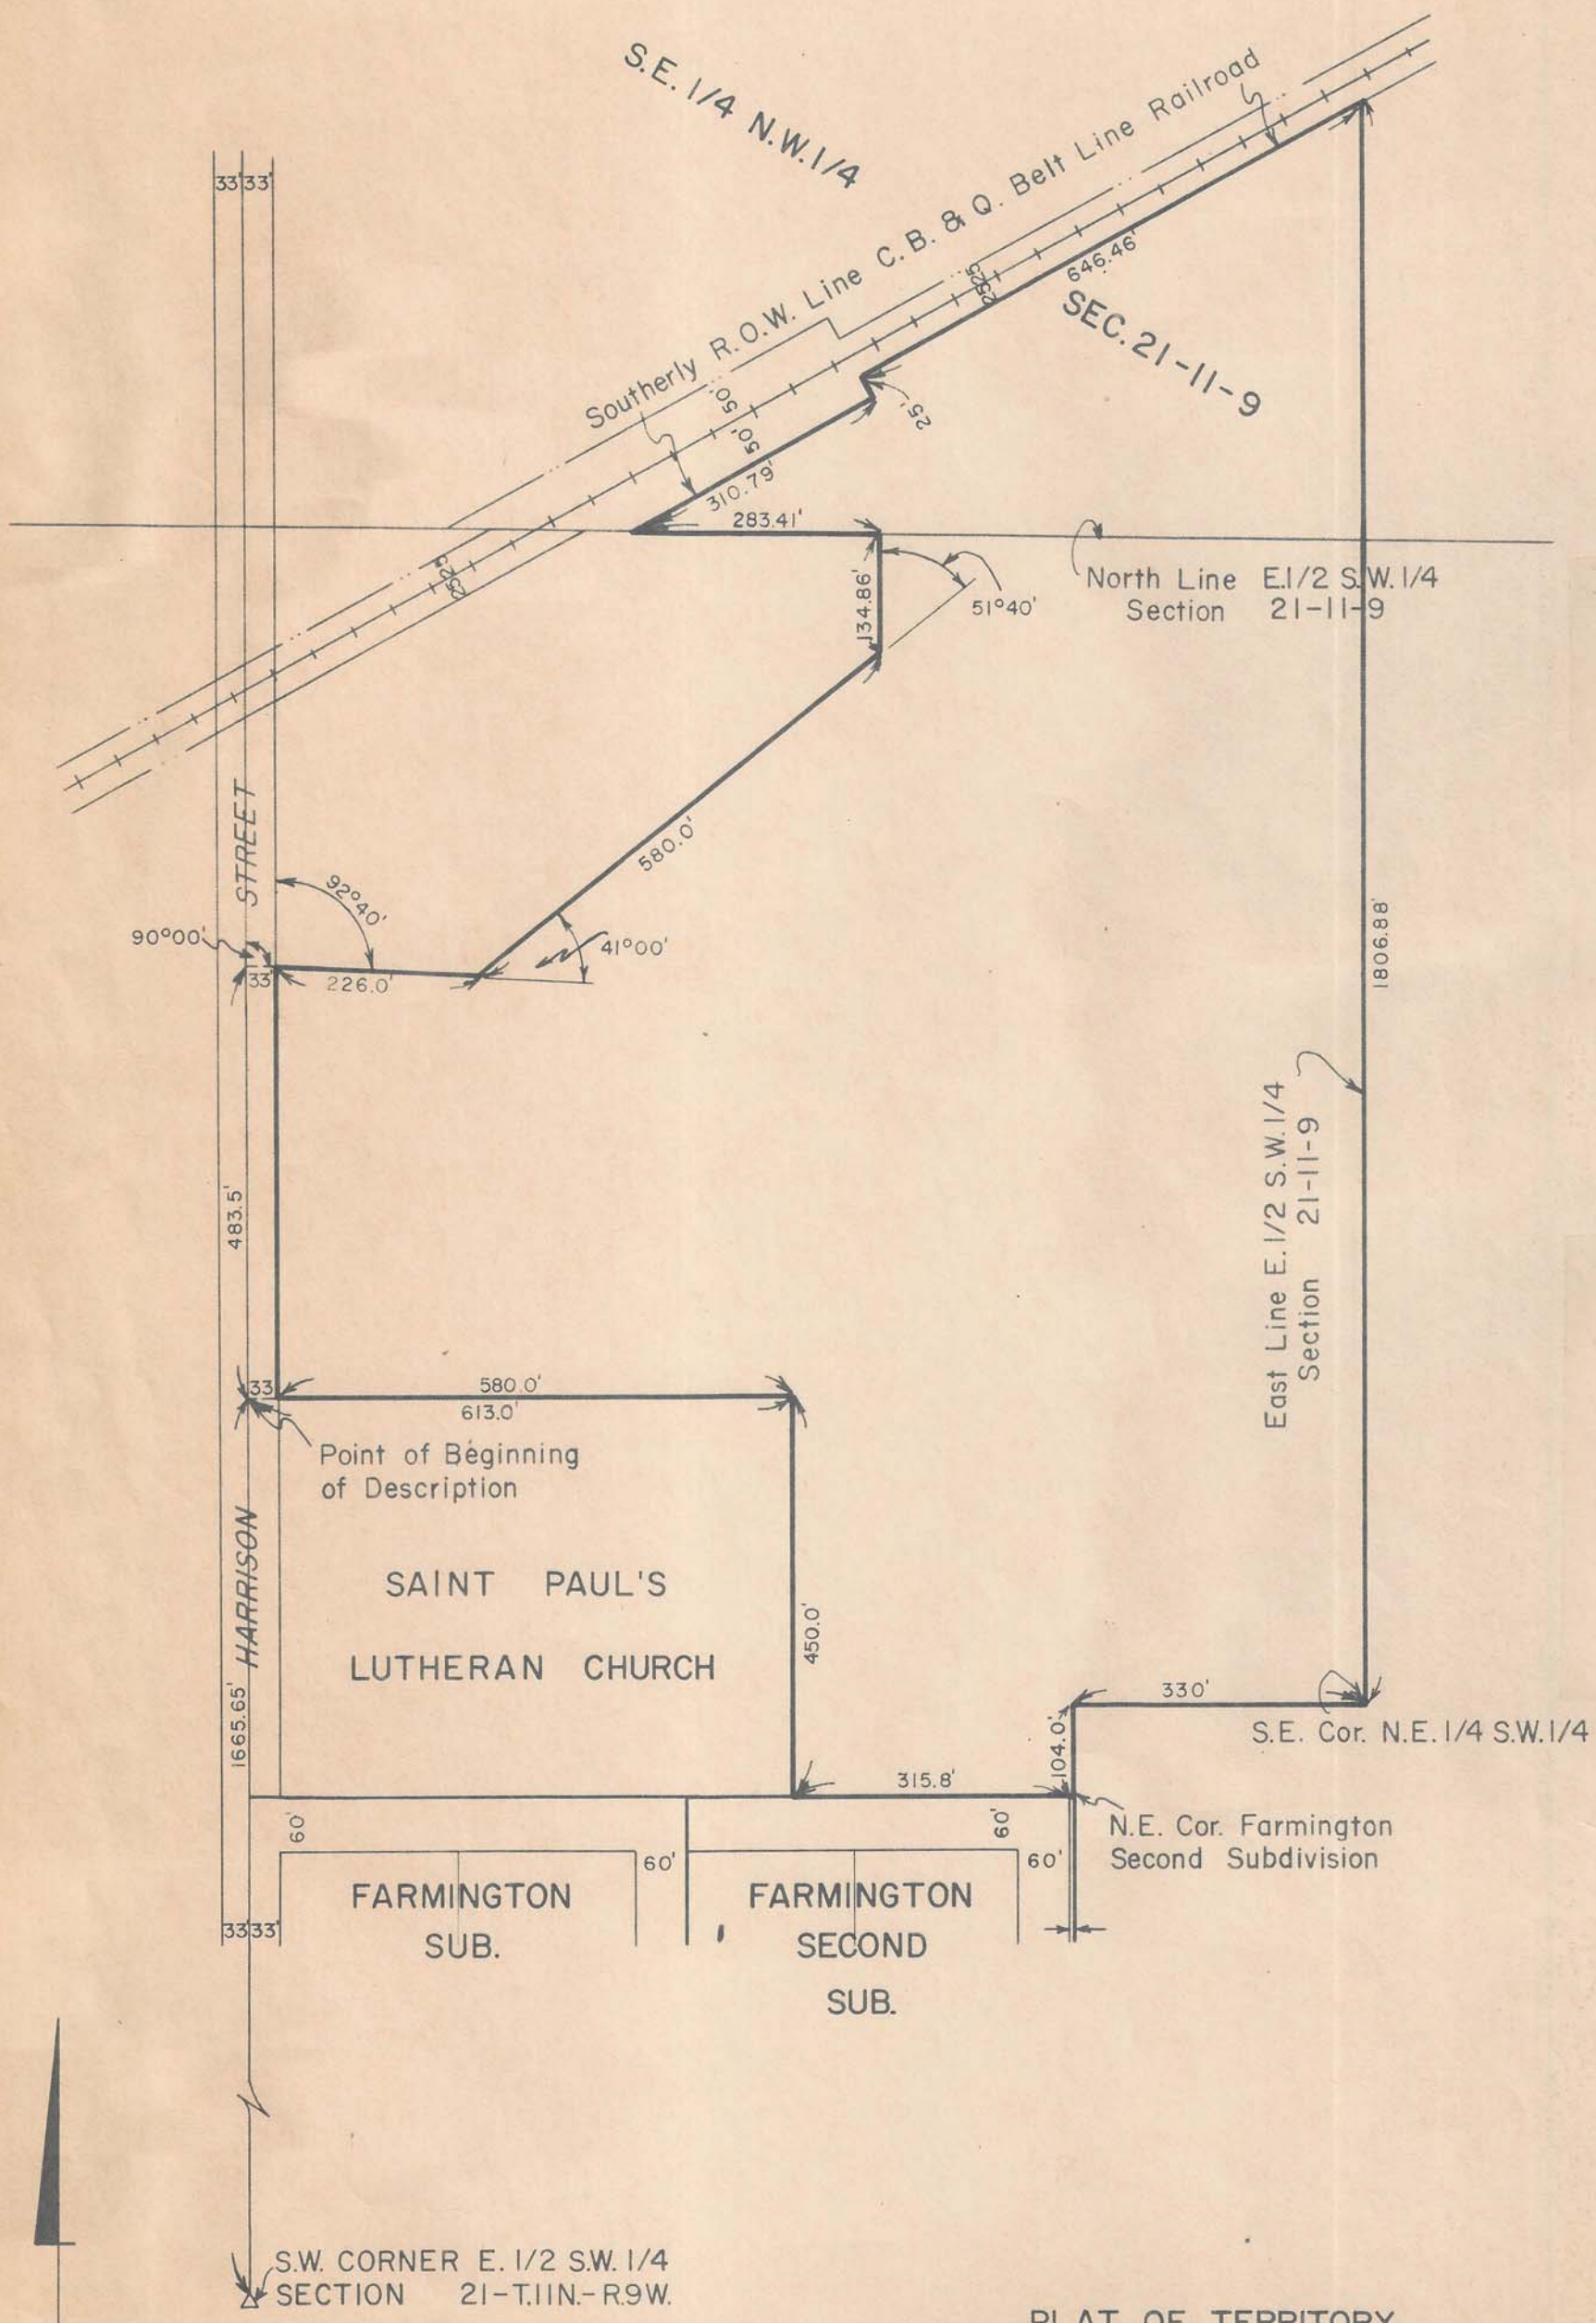 S.E. 1/4 N.W. 1/4
33' 33'
Southerly R.O.W. Line C.B. & Q. Belt Line Railroad
646.46'
25' 25'
SEC. 21-11-9
50' 50'
25'
310.79'
283.41'
25' 25'
134.86'
51°40'
North Line E.1/2 S.W. 1/4
Section 21-11-9
STREET
580.0'
92°40'
90°00'
41°00'
33'
226.0'
1806.88'
East Line E. 1/2 S.W. 1/4
Section 21-11-9
483.5'
33'
580.0'
613.0'
Point of Beginning
of Description
HARRISON
SAINT PAUL'S
LUTHERAN CHURCH
450.0'
1665.65'
330'
S.E. Cor. N.E. 1/4 S.W. 1/4
104.0'
315.8'
60'
60'
N.E. Cor. Farmington
Second Subdivision
60'
60'
FARMINGTON
SUB.
FARMINGTON
SECOND
SUB.
33' 33'
S.W. CORNER E. 1/2 S.W. 1/4
SECTION 21-T.11N.-R.9W.
PLAT OF TERRITORY